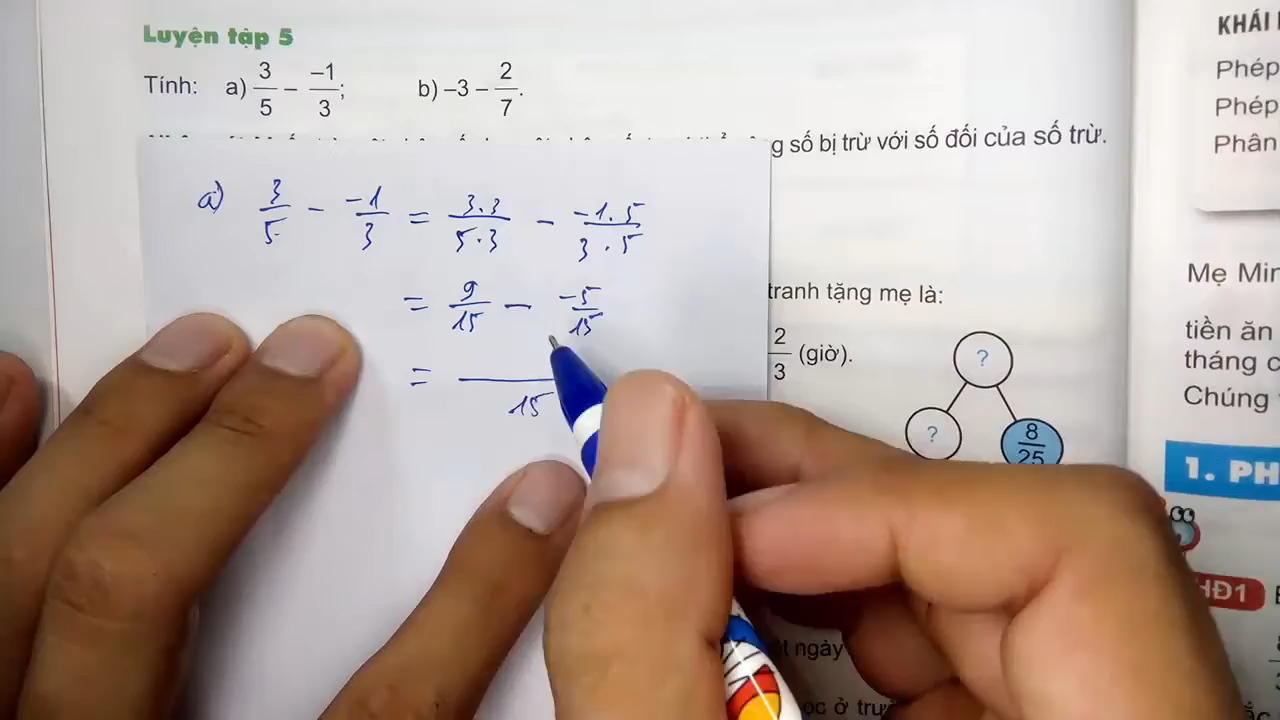 Luyện tập 5
Tính: a) 3/5 − −1/3; b) −3 − 2/7.
g số bị trừ với số đối của số trừ.
a) 3/5 − −1/3 = 3.3/5.3 − −1.5/3.5
= 9/15 − −5/15
= /15
tranh tặng mẹ là:
2/3 (giờ).
?
?
8/25
KHÁI
Phép
Phép
Phân
Mẹ Min
tiền ăn
tháng c
Chúng
1. PH
HĐ1
ngày
ọc ở trư